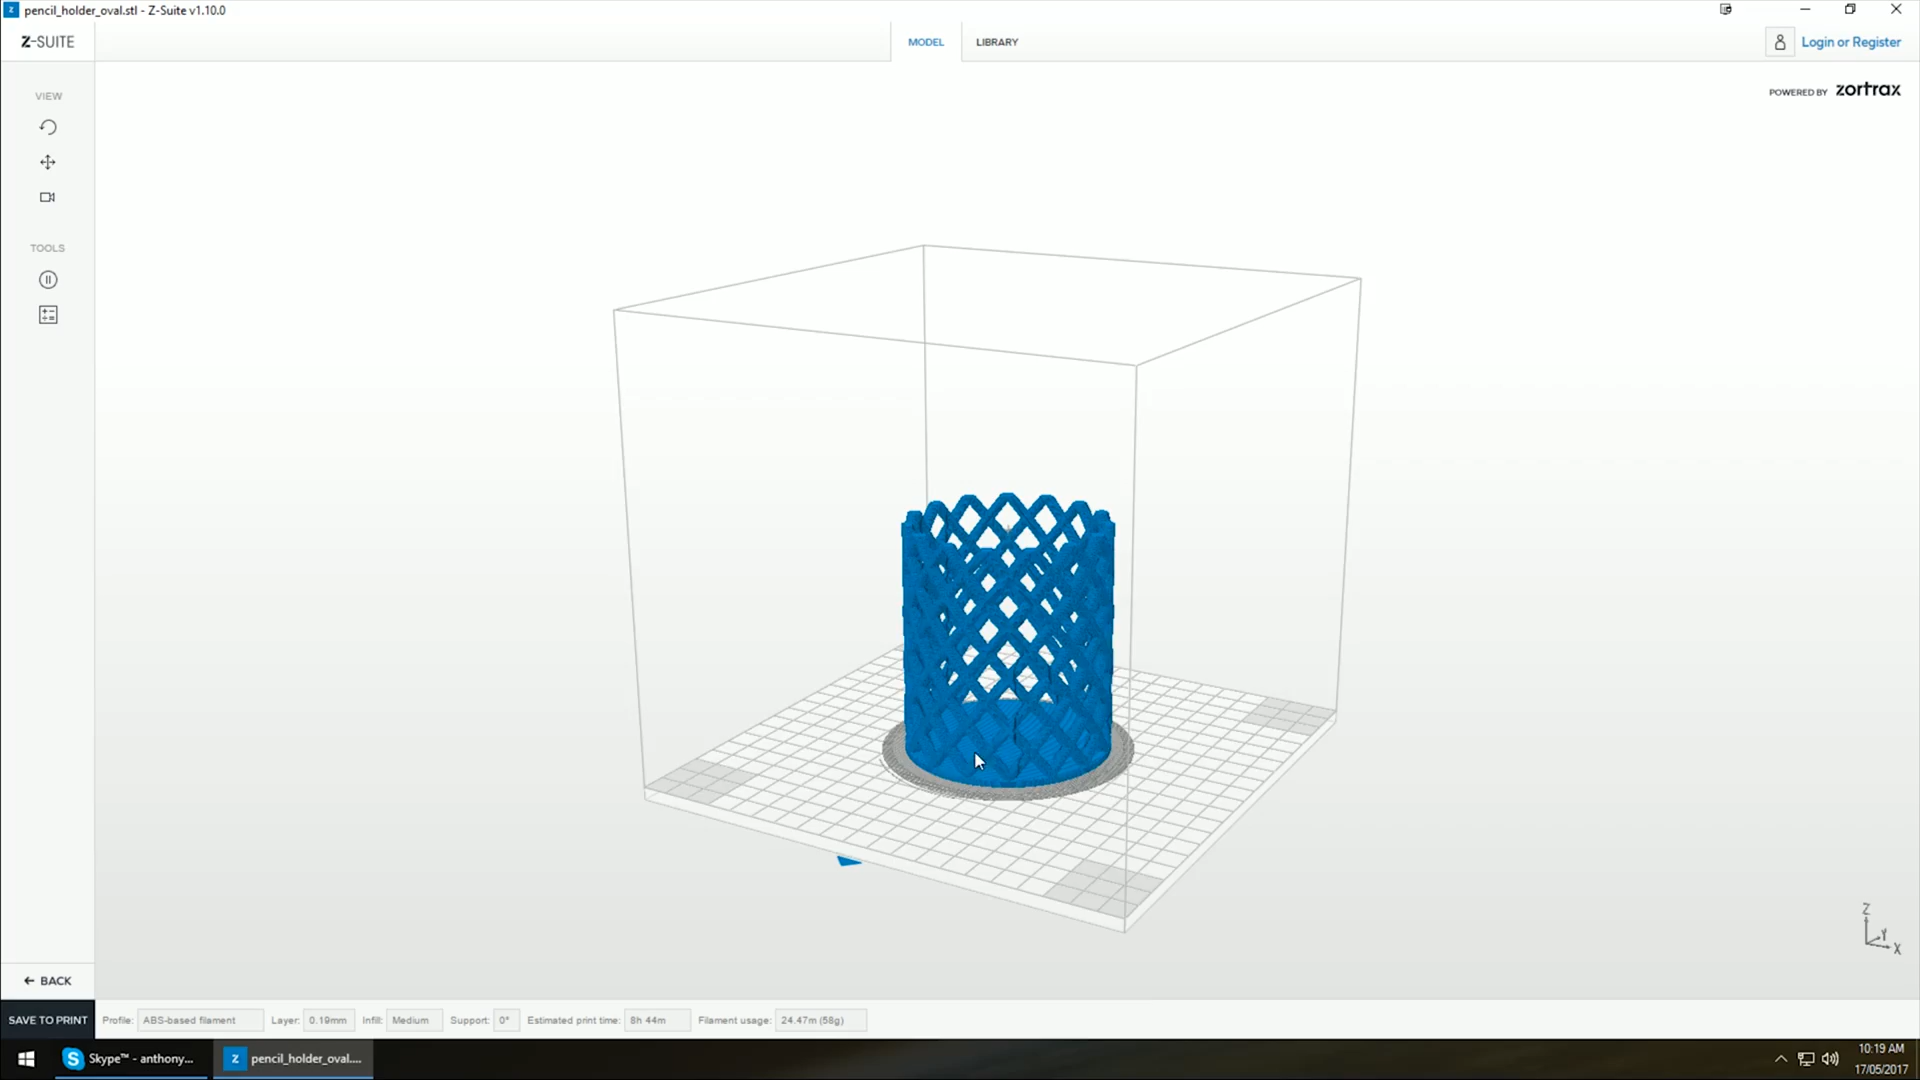 pencil_holder_oval.stl - Z-Suite v1.10.0
Z-SUITE
MODEL
LIBRARY
Login or Register
POWERED BY zortrax
VIEW
TOOLS
Z
Y
X
← BACK
SAVE TO PRINT
Profile: ABS-based filament Layer: 0.19mm Infill: Medium Support: 0° Estimated print time: 8h 44m Filament usage: 24.47m (58g)
Skype™ - anthony...
pencil_holder_oval....
10:19 AM
17/05/2017